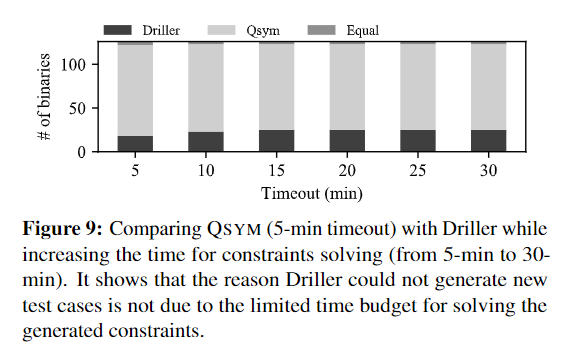 Driller Qsym Equal
# of binaries
100
50
0
5 10 15 20 25 30
Timeout (min)
Figure 9: Comparing QSYM (5-min timeout) with Driller while
increasing the time for constraints solving (from 5-min to 30-
min). It shows that the reason Driller could not generate new
test cases is not due to the limited time budget for solving the
generated constraints.